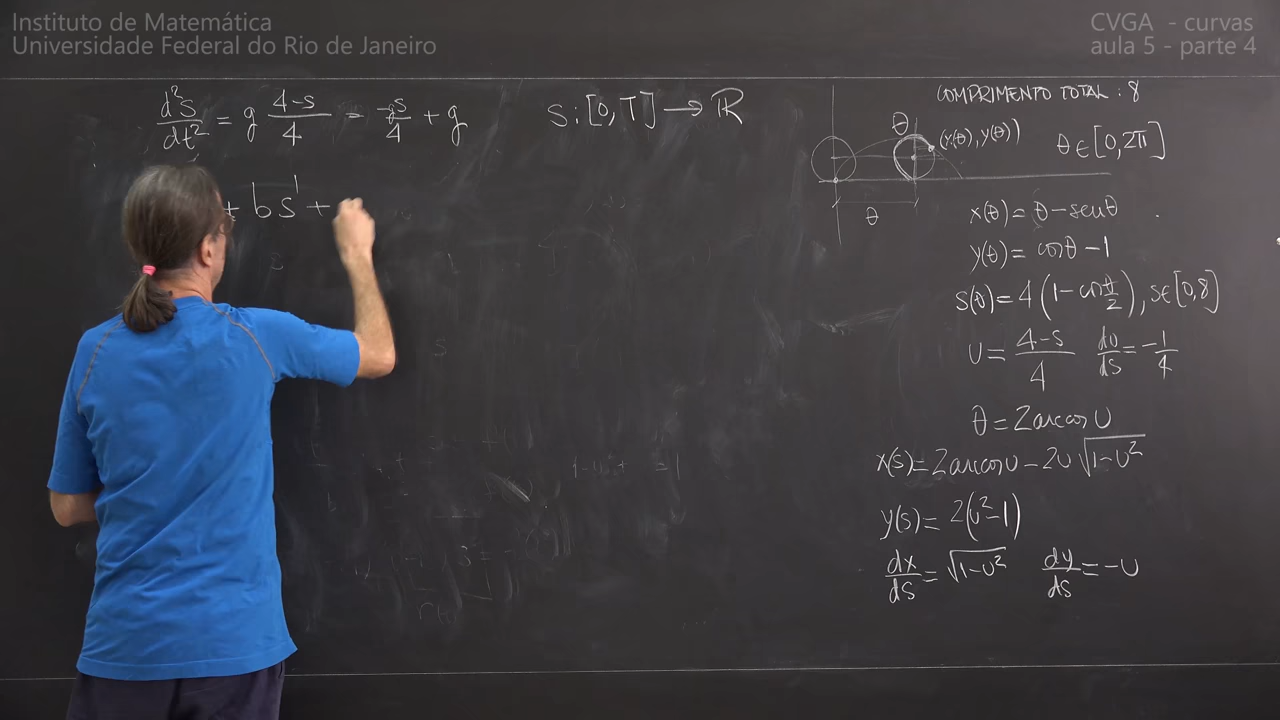 Instituto de Matemática
Universidade Federal do Rio de Janeiro
CVGA - curvas
aula 5 - parte 4
d²s/dt² = g (4-s)/4 = -gs/4 + g
s : [0,T] → ℝ
+ bs' +
COMPRIMENTO TOTAL : 8
θ
(x(θ), y(θ))
θ ∈ [0,2π]
θ
x(θ) = θ - senθ
y(θ) = cosθ - 1
s(θ) = 4(1 - cos θ/2), s∈[0,8]
U = (4-s)/4 du/ds = -1/4
θ = 2arccos U
x(s) = 2arccos U - 2U √(1-U²)
y(s) = 2(U²-1)
dx/ds = √(1-U²) dy/ds = -U